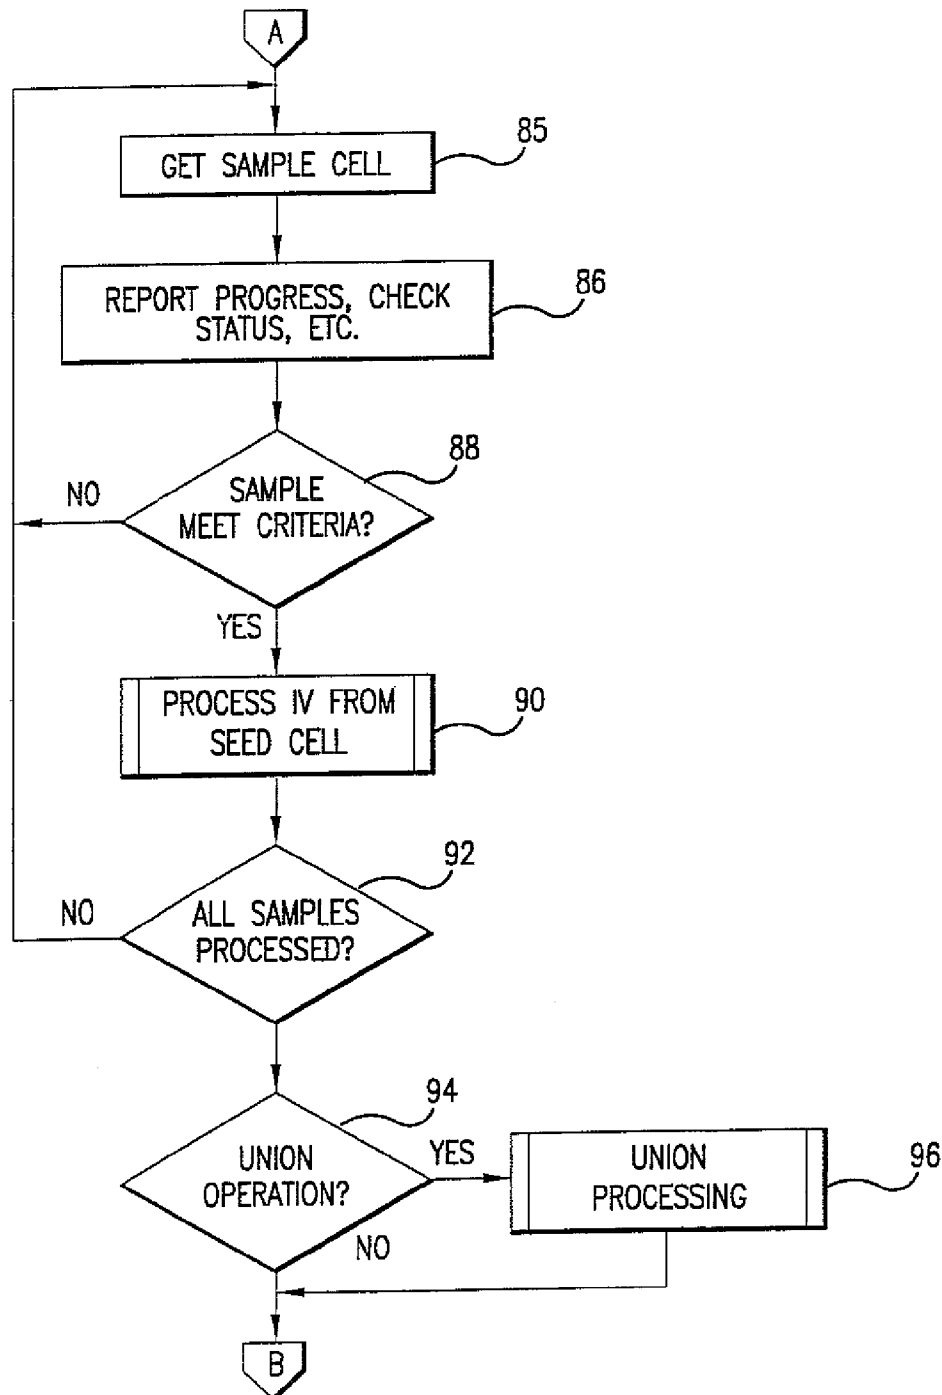 A
85
GET SAMPLE CELL
86
REPORT PROGRESS, CHECK
STATUS, ETC.
88
SAMPLE
MEET CRITERIA?
NO
YES
90
PROCESS IV FROM
SEED CELL
92
ALL SAMPLES
PROCESSED?
NO
94
UNION
OPERATION?
YES
NO
UNION
PROCESSING
96
B